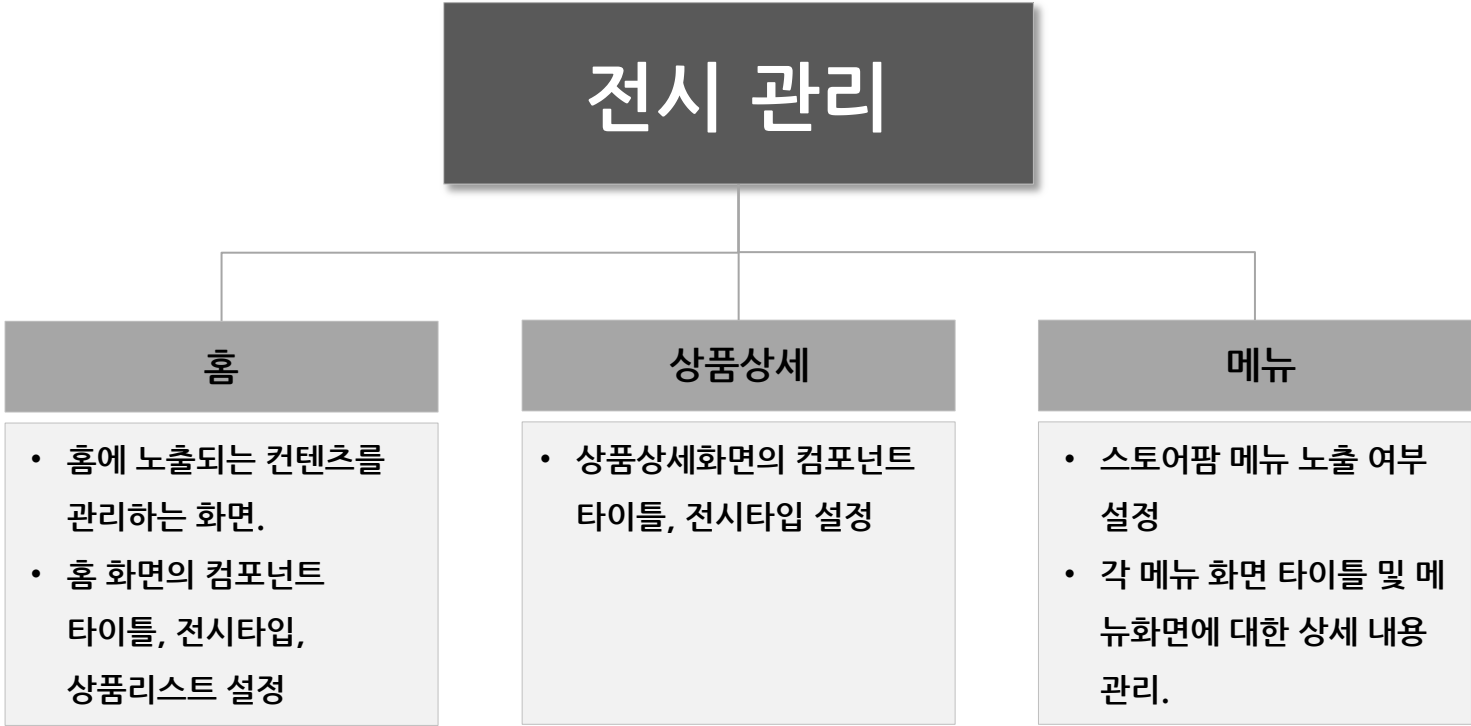 전시 관리
홈
• 홈에 노출되는 컨텐츠를
관리하는 화면.
• 홈 화면의 컴포넌트
타이틀, 전시타입,
상품리스트 설정
상품상세
• 상품상세화면의 컴포넌트
타이틀, 전시타입 설정
메뉴
• 스토어팜 메뉴 노출 여부
설정
• 각 메뉴 화면 타이틀 및 메
뉴화면에 대한 상세 내용
관리.